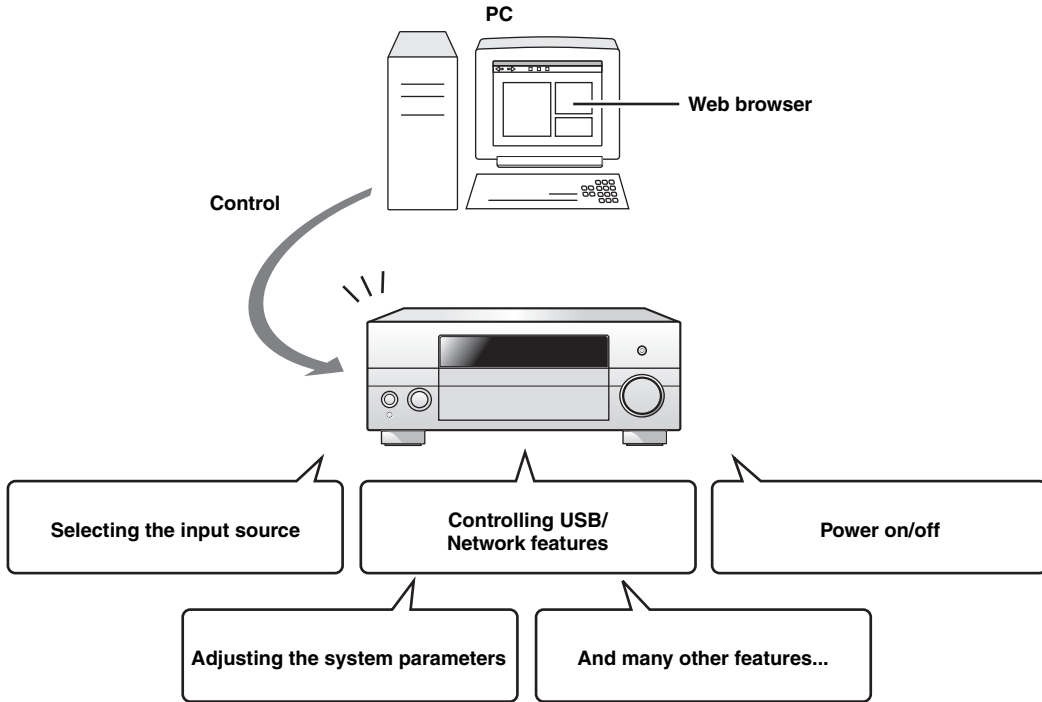 PC
Web browser
Control
Selecting the input source
Controlling USB/
Network features
Power on/off
Adjusting the system parameters
And many other features...